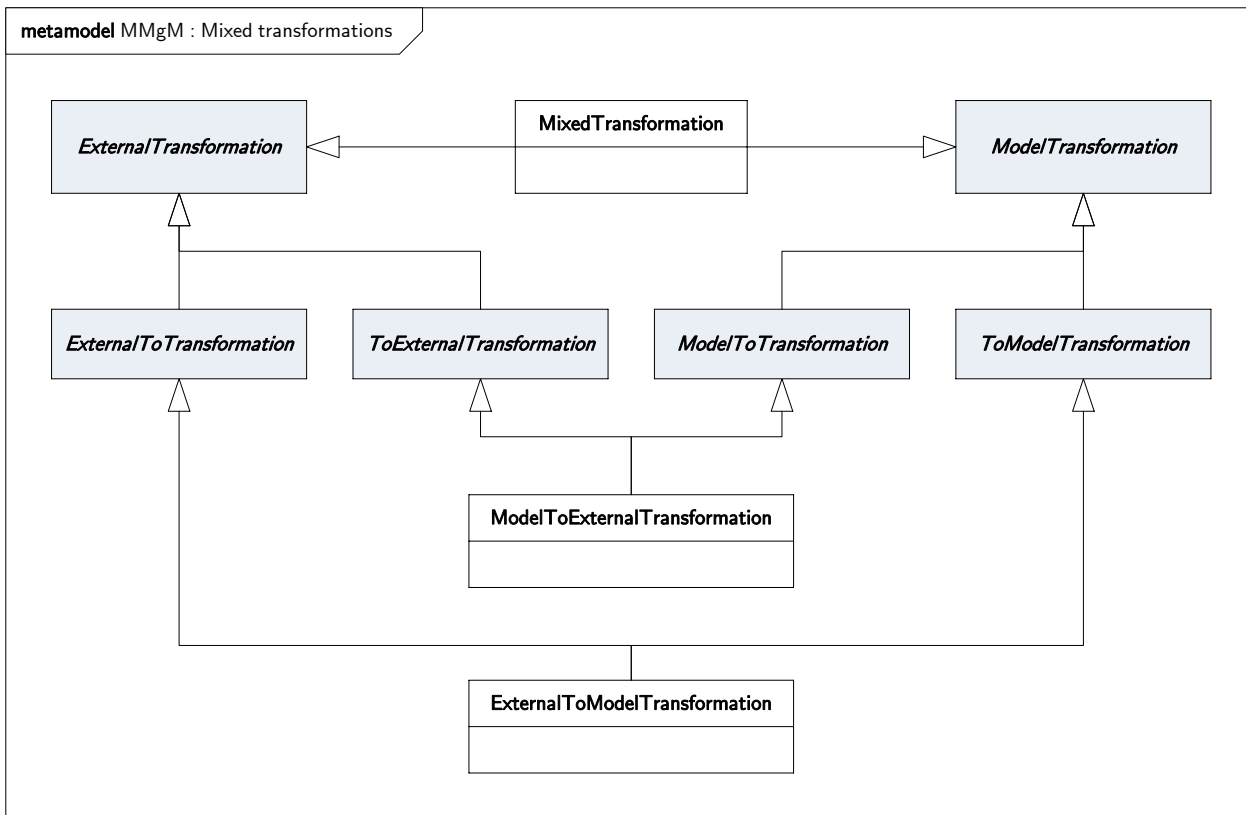 metamodel MMgM : Mixed transformations
ExternalTransformation
MixedTransformation
ModelTransformation
ExternalToTransformation
ToExternalTransformation
ModelToTransformation
ToModelTransformation
ModelToExternalTransformation
ExternalToModelTransformation